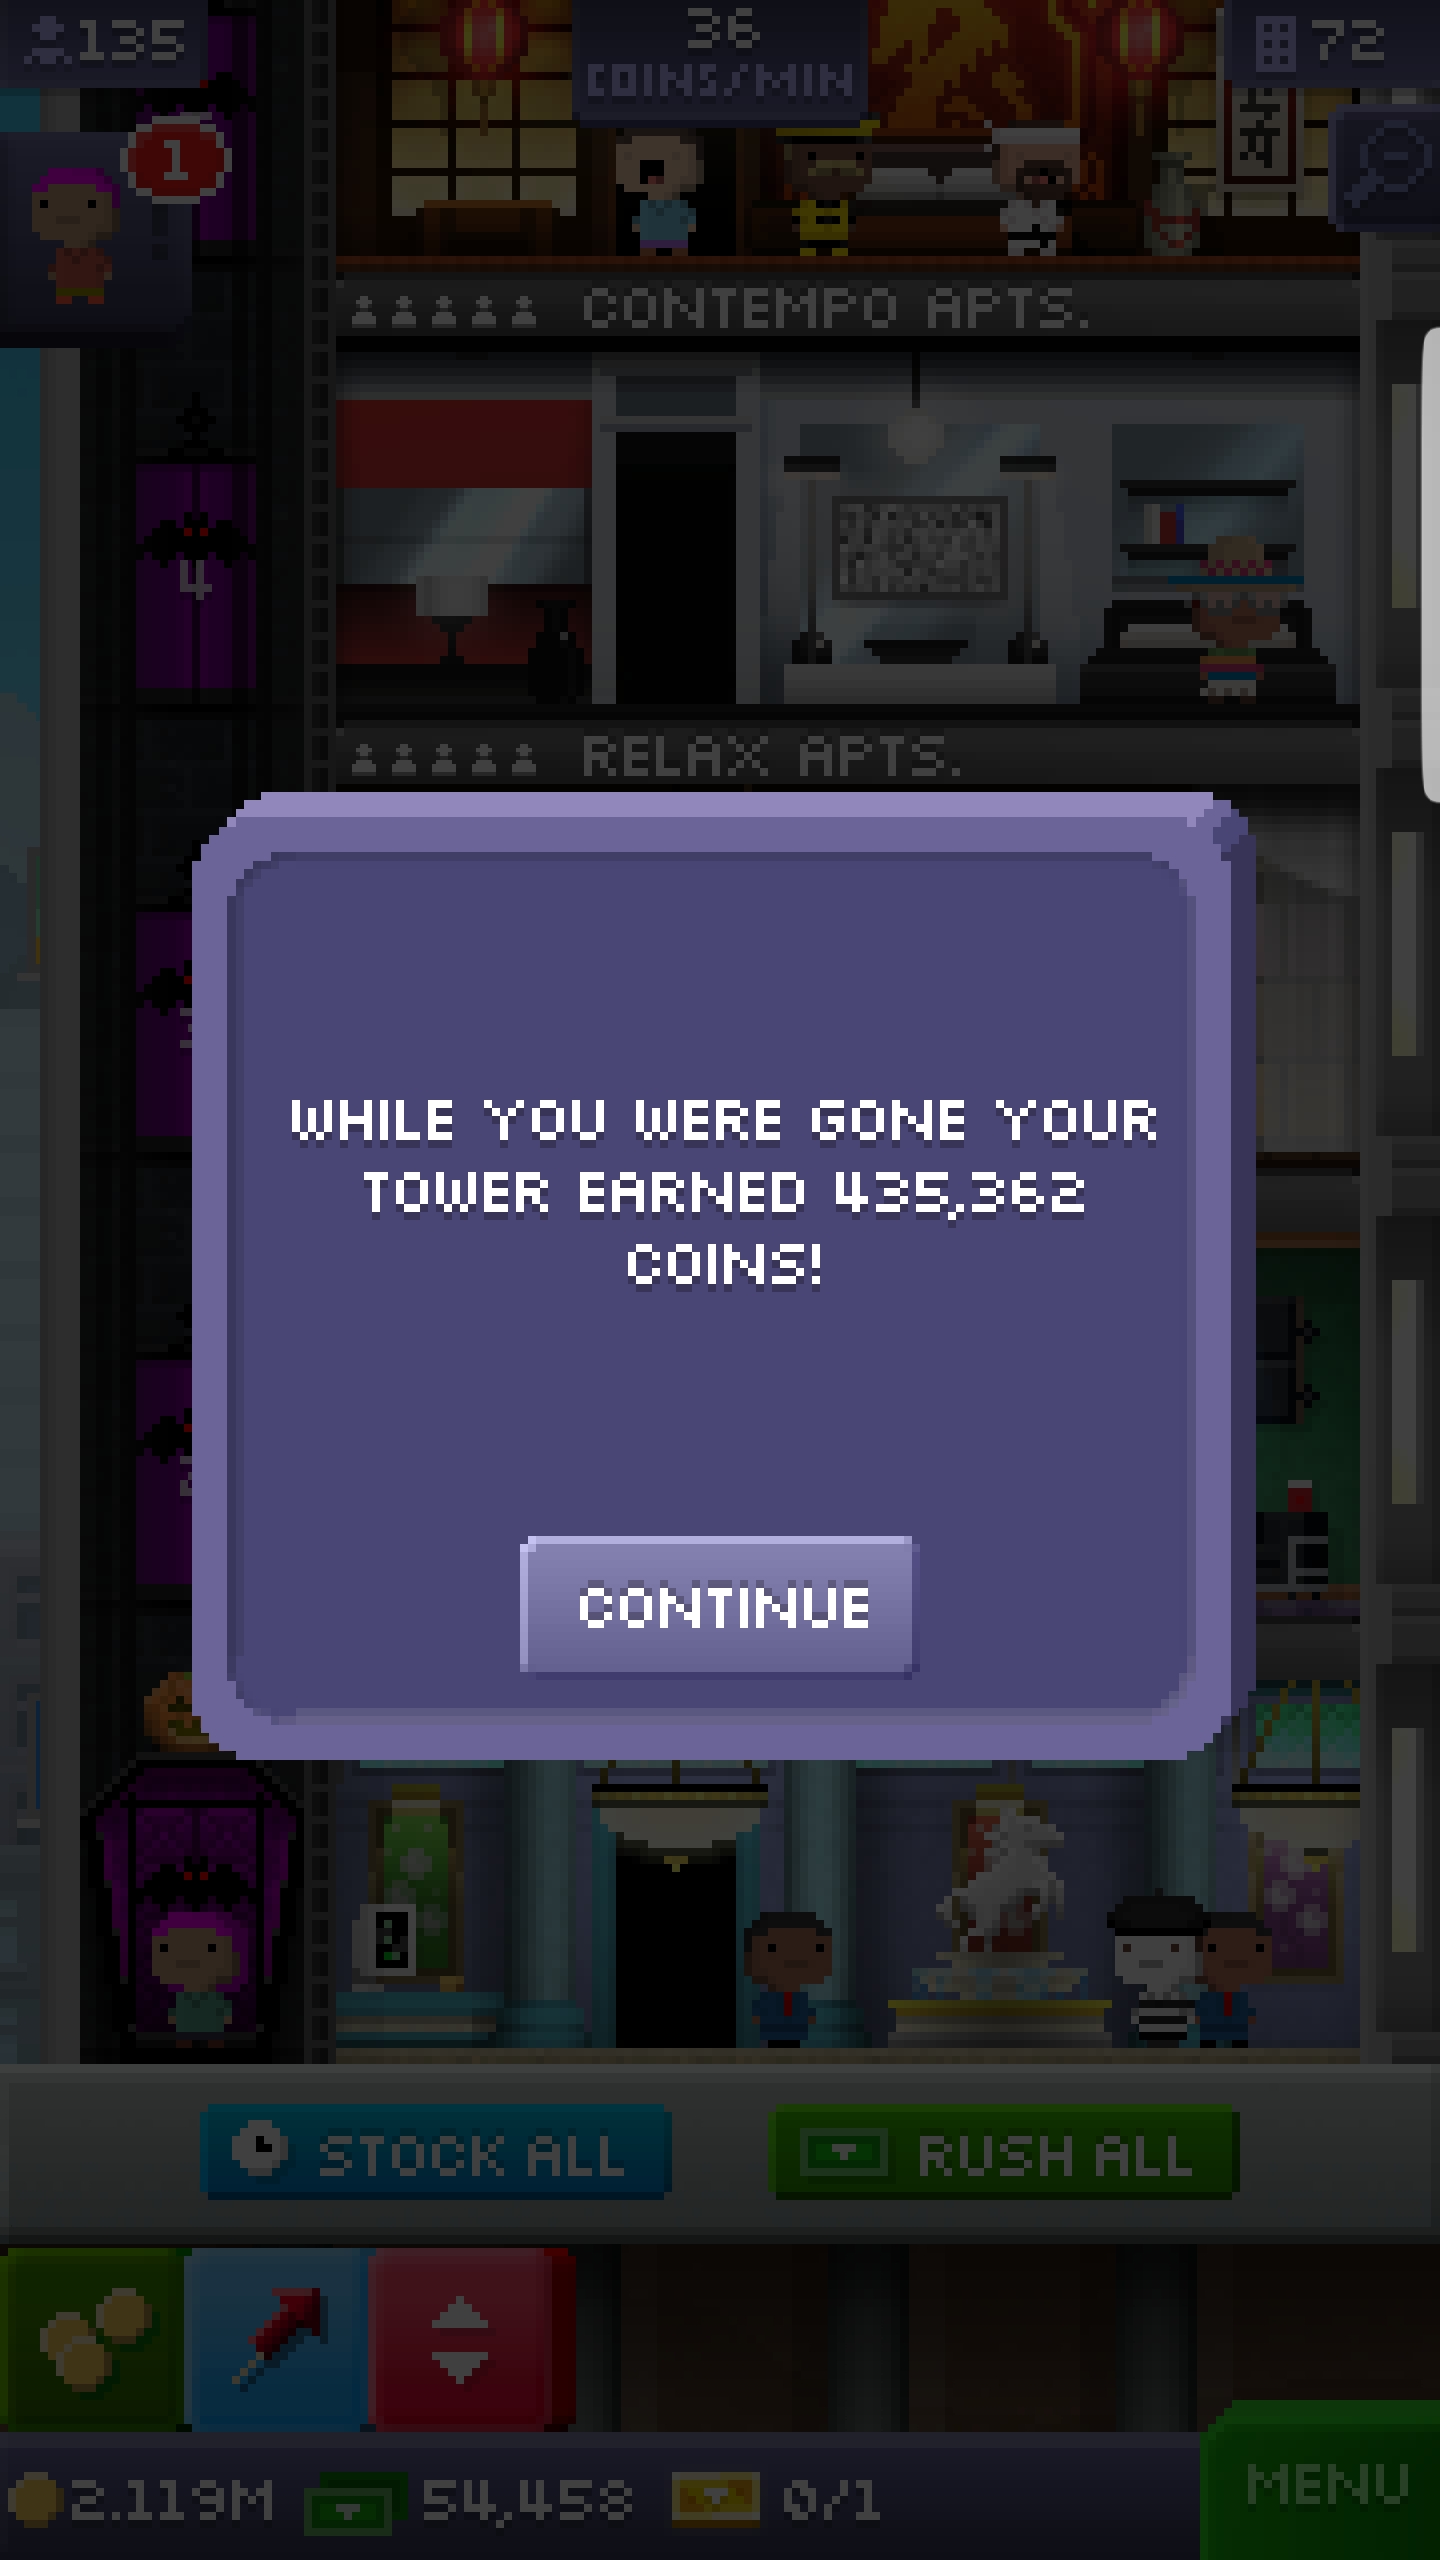 135
36
COINS/MIN
72
1
CONTEMPO APTS.
4
RELAX APTS.
WHILE YOU WERE GONE YOUR
TOWER EARNED 435,362
COINS!
CONTINUE
STOCK ALL
RUSH ALL
2.119M
54,458
0/1
MENU